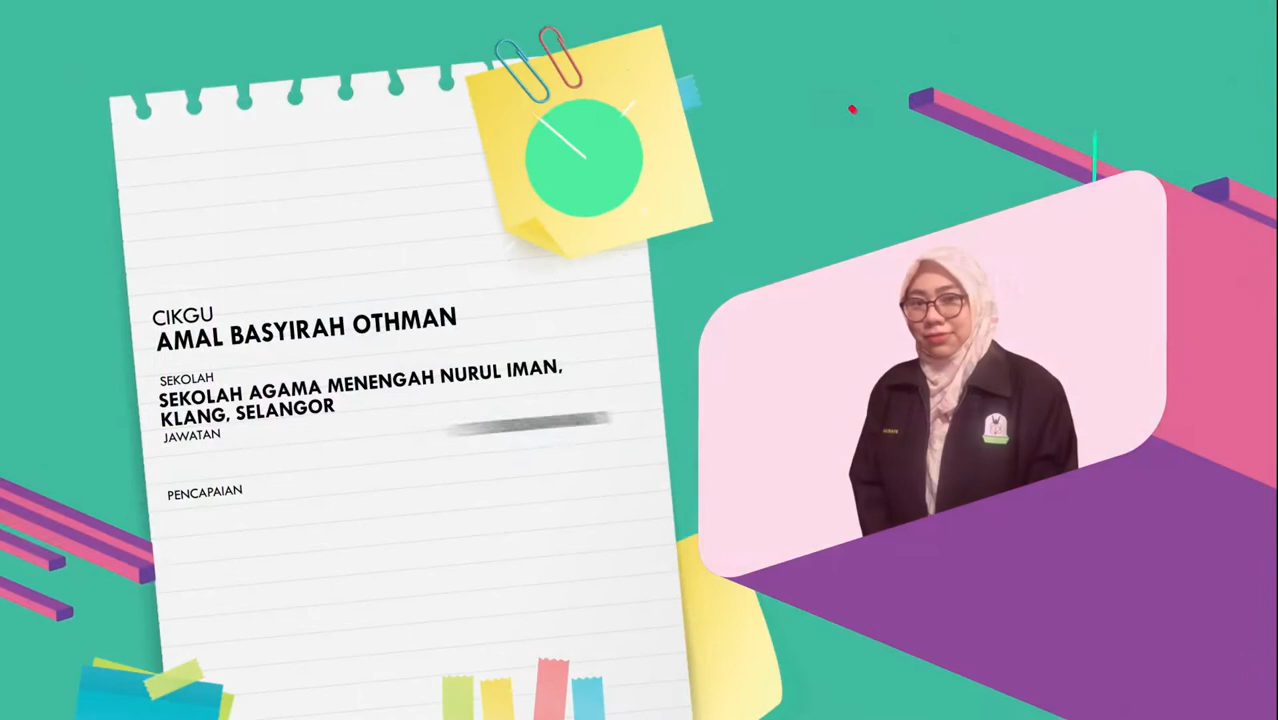 CIKGU
AMAL BASYIRAH OTHMAN
SEKOLAH
SEKOLAH AGAMA MENENGAH NURUL IMAN,
KLANG, SELANGOR
JAWATAN
PENCAPAIAN